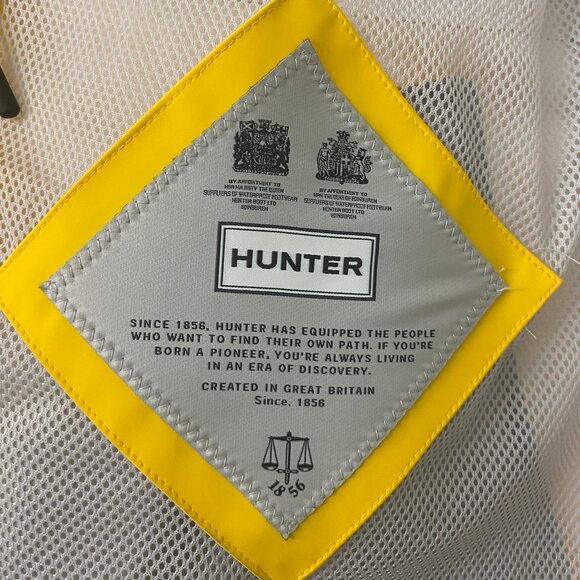 BY APPOINTMENT TO
HER MAJESTY THE QUEEN
SUPPLIERS OF WATERPROOF FOOTWEAR
HUNTER BOOT LTD
EDINBURGH
BY APPOINTMENT TO
HRH THE DUKE OF EDINBURGH
SUPPLIERS OF WATERPROOF FOOTWEAR
HUNTER BOOT LTD
EDINBURGH
HUNTER
SINCE 1856, HUNTER HAS EQUIPPED THE PEOPLE
WHO WANT TO FIND THEIR OWN PATH. IF YOU'RE
BORN A PIONEER, YOU'RE ALWAYS LIVING
IN AN ERA OF DISCOVERY.
CREATED IN GREAT BRITAIN
Since. 1856
1856